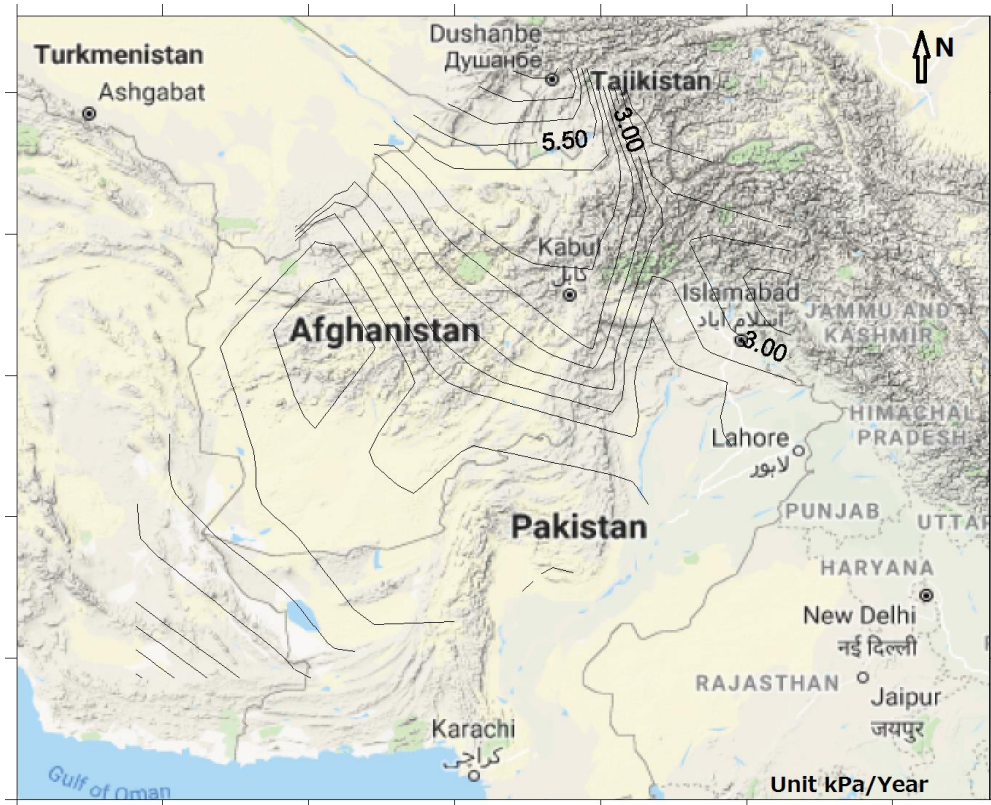 Dushanbe
Душанбе
Turkmenistan
N
Tajikistan
Ashgabat
3.00
5.50
Kabul
کابل
Islamabad
اسلام آباد
JAMMU AND
KASHMIR
Afghanistan
3.00
HIMACHAL
PRADESH
Lahore
لاہور
PUNJAB
UTTAR
Pakistan
HARYANA
New Delhi
नई दिल्ली
RAJASTHAN
Jaipur
जयपुर
Karachi
کراچی
Gulf of Oman
Unit kPa/Year